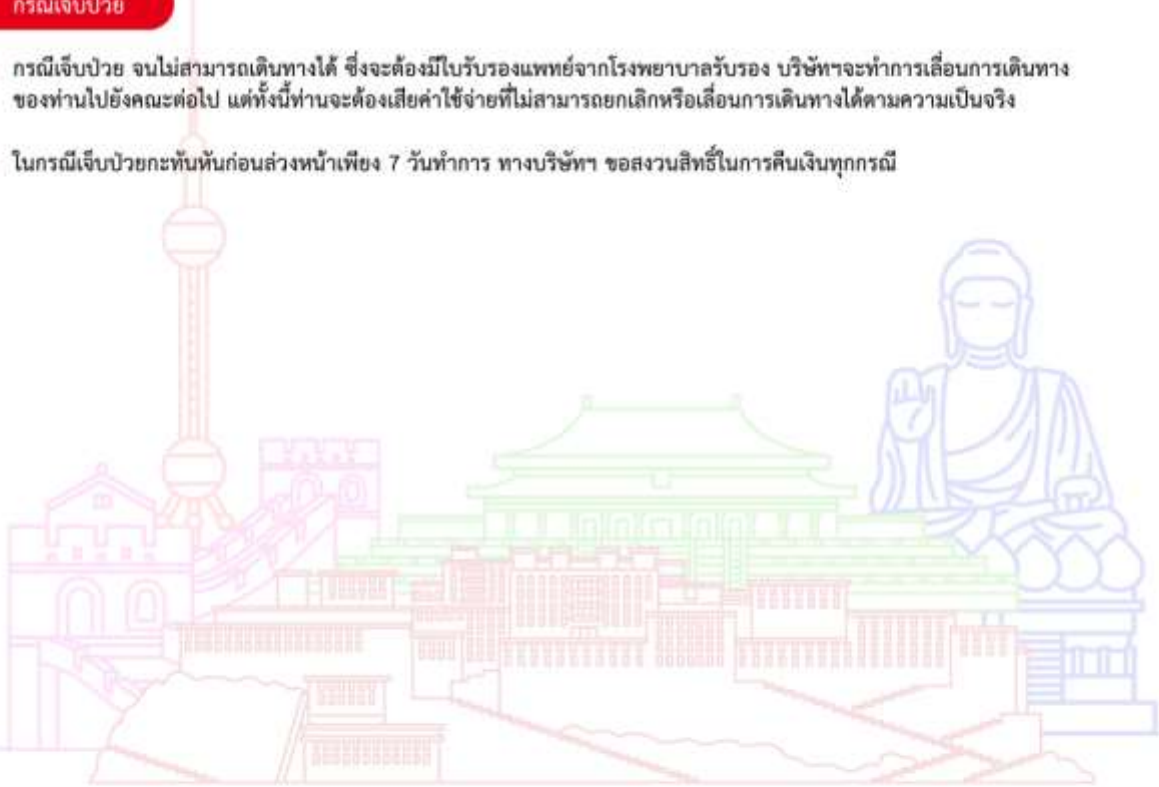 กรณีเจ็บป่วย
กรณีเจ็บป่วย จนไม่สามารถเดินทางได้ ซึ่งจะต้องมีใบรับรองแพทย์จากโรงพยาบาลรับรอง บริษัทฯจะทำการเลื่อนการเดินทาง
ของท่านไปยังคณะต่อไป แต่ทั้งนี้ท่านจะต้องเสียค่าใช้จ่ายที่ไม่สามารถยกเลิกหรือเลื่อนการเดินทางได้ตามความเป็นจริง
ในกรณีเจ็บป่วยกะทันหันก่อนล่วงหน้าเพียง 7 วันทำการ ทางบริษัทฯ ขอสงวนสิทธิ์ในการคืนเงินทุกกรณี